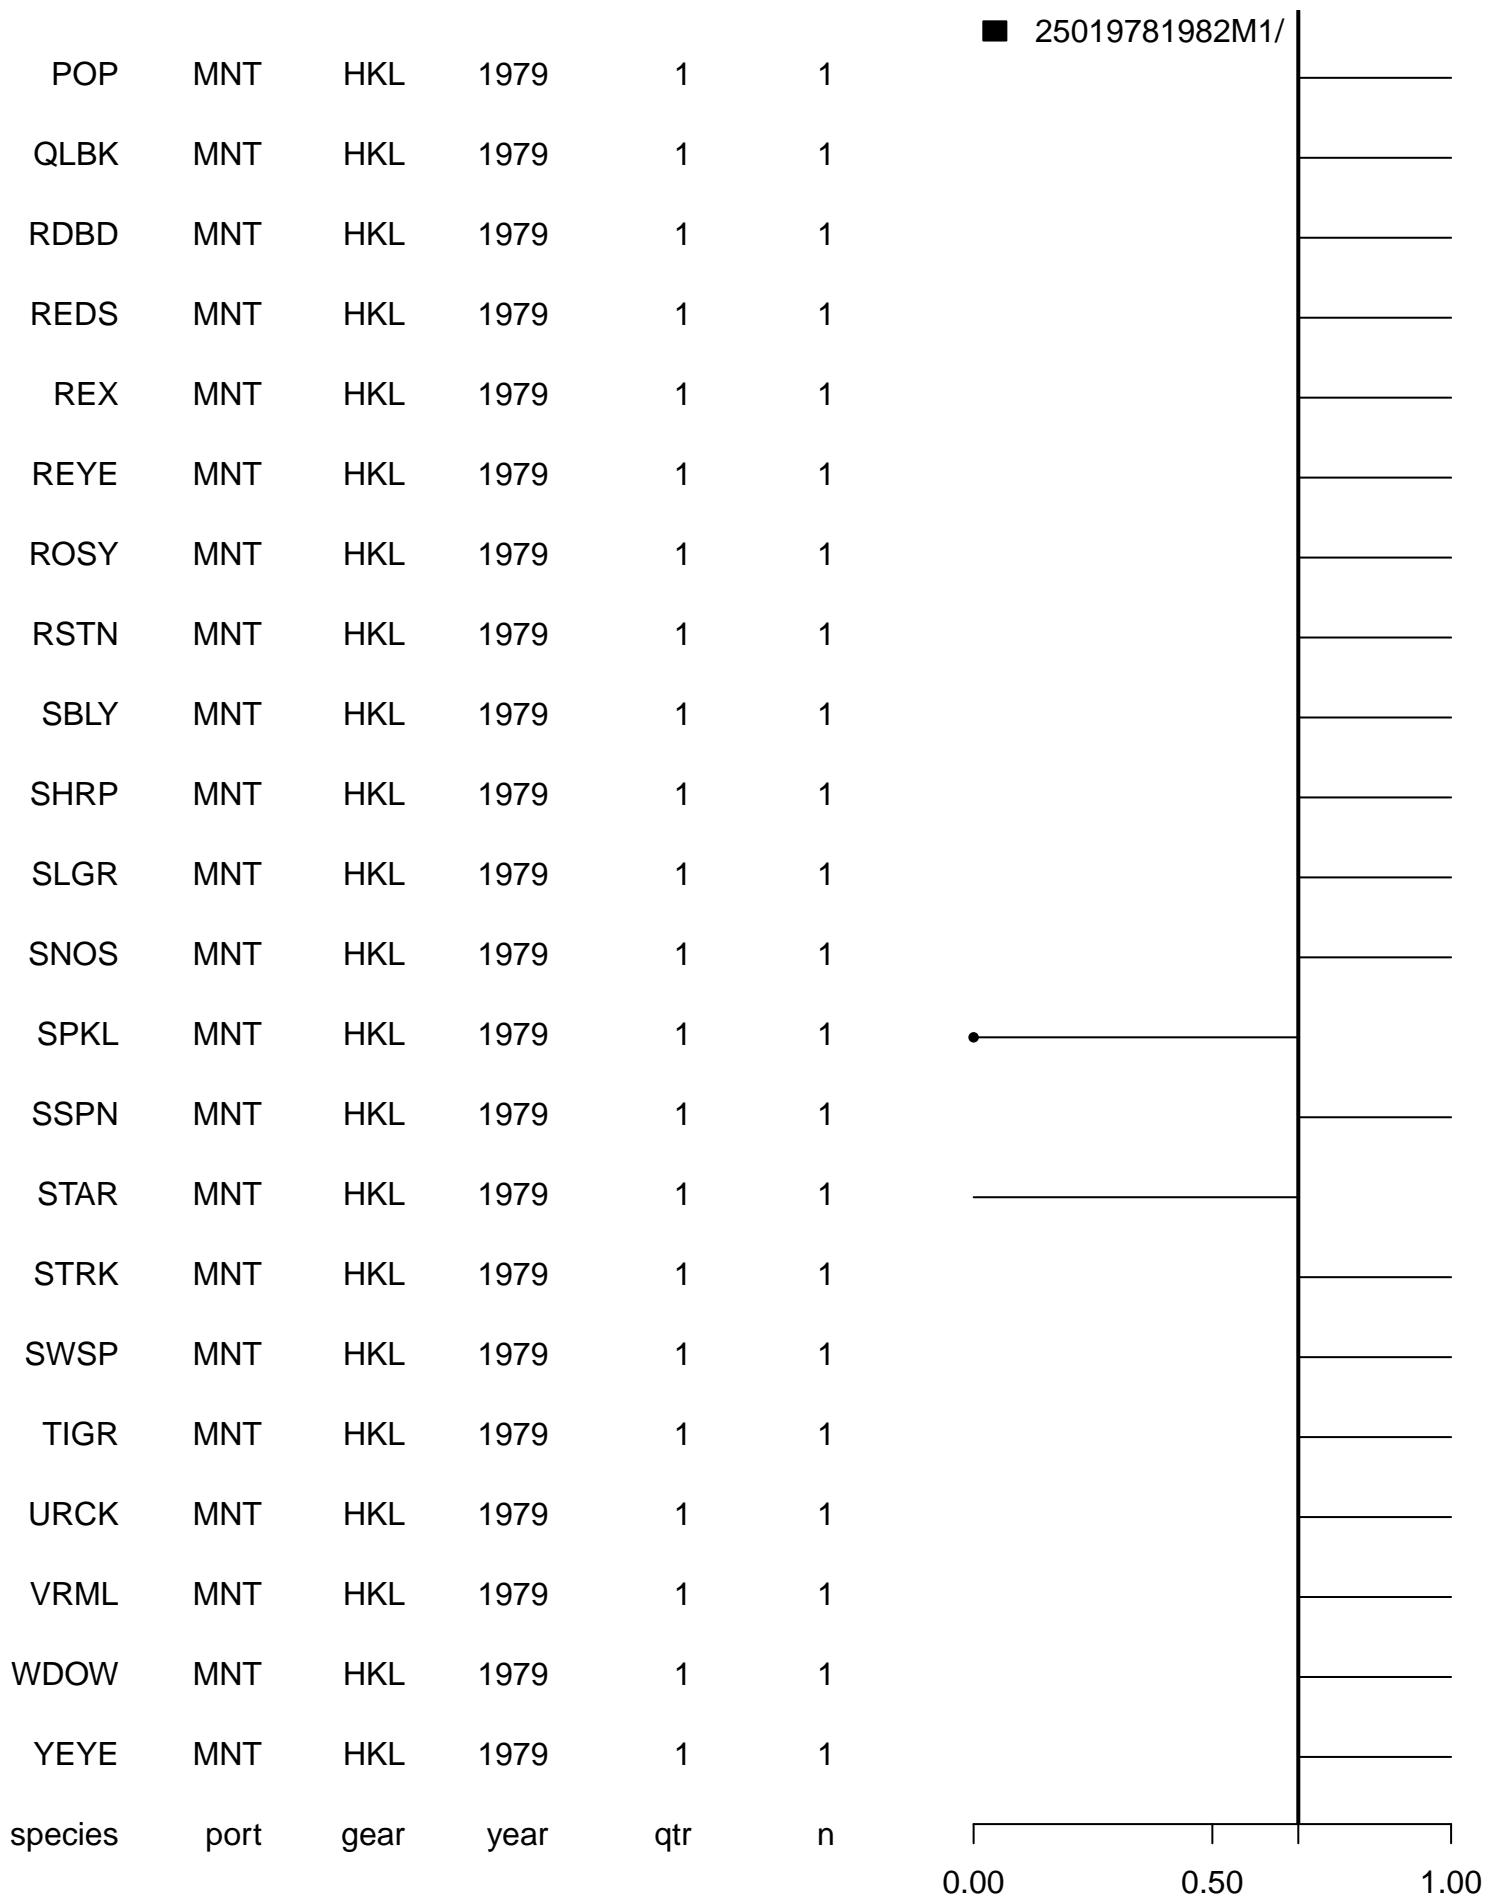 25019781982M1/
POP MNT HKL 1979 1 1
QLBK MNT HKL 1979 1 1
RDBD MNT HKL 1979 1 1
REDS MNT HKL 1979 1 1
REX MNT HKL 1979 1 1
REYE MNT HKL 1979 1 1
ROSY MNT HKL 1979 1 1
RSTN MNT HKL 1979 1 1
SBLY MNT HKL 1979 1 1
SHRP MNT HKL 1979 1 1
SLGR MNT HKL 1979 1 1
SNOS MNT HKL 1979 1 1
SPKL MNT HKL 1979 1 1
SSPN MNT HKL 1979 1 1
STAR MNT HKL 1979 1 1
STRK MNT HKL 1979 1 1
SWSP MNT HKL 1979 1 1
TIGR MNT HKL 1979 1 1
URCK MNT HKL 1979 1 1
VRML MNT HKL 1979 1 1
WDOW MNT HKL 1979 1 1
YEYE MNT HKL 1979 1 1
species port gear year qtr n
0.00 0.50 1.00